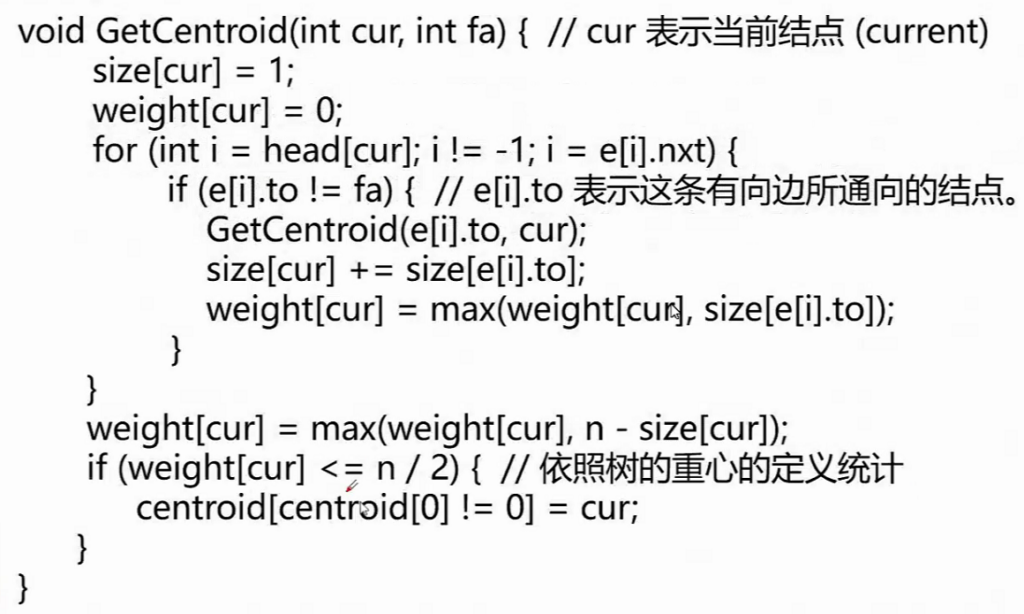 void GetCentroid(int cur, int fa) {  // cur 表示当前结点 (current)
size[cur] = 1;
weight[cur] = 0;
for (int i = head[cur]; i != -1; i = e[i].nxt) {
if (e[i].to != fa) {  // e[i].to 表示这条有向边所通向的结点。
GetCentroid(e[i].to, cur);
size[cur] += size[e[i].to];
weight[cur] = max(weight[cur], size[e[i].to]);
}
}
weight[cur] = max(weight[cur], n - size[cur]);
if (weight[cur] <= n / 2) {  // 依照树的重心的定义统计
centroid[centroid[0] != 0] = cur;
}
}